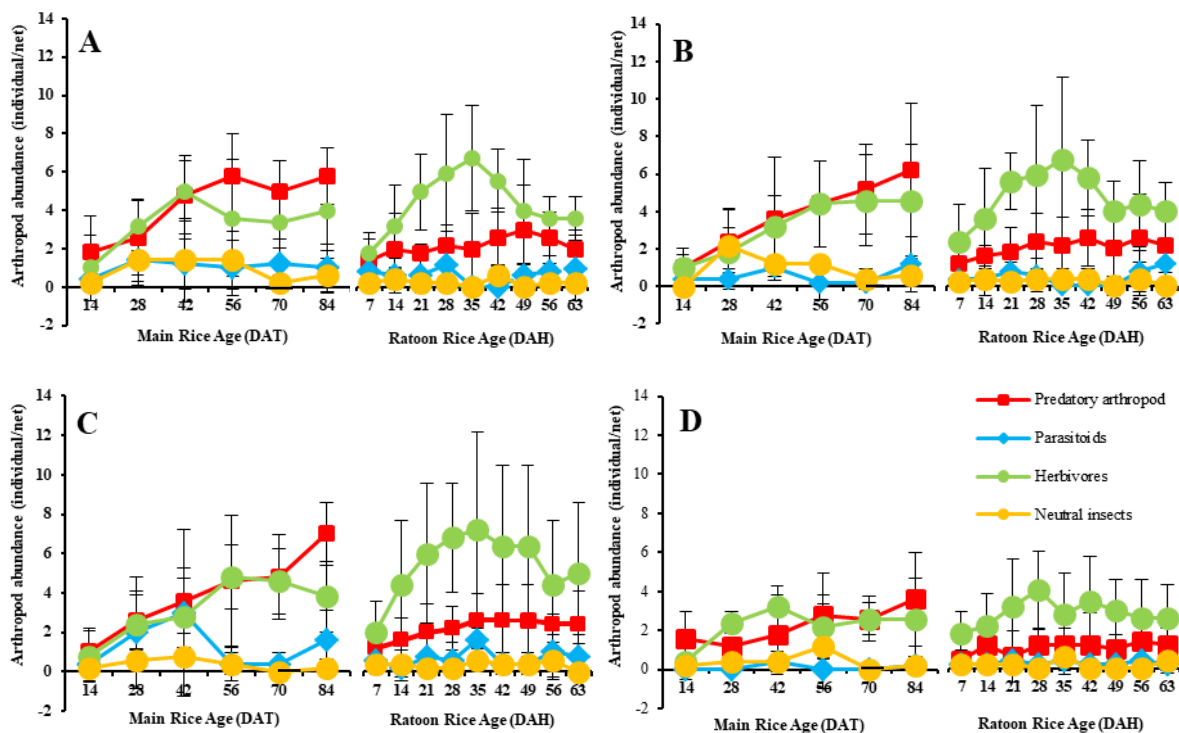 A
Arthropod abundance (individual/net)
14
12
10
8
6
4
2
0
-2
14 28 42 56 70 84
7 14 21 28 35 42 49 56 63
Main Rice Age (DAT)
Ratoon Rice Age (DAH)
B
Arthropod abundance (individual/net)
14
12
10
8
6
4
2
0
-2
14 28 42 56 70 84
7 14 21 28 35 42 49 56 63
Main Rice Age (DAT)
Ratoon Rice Age (DAH)
C
Arthropod abundance (individual/net)
14
12
10
8
6
4
2
0
-2
14 28 42 56 70 84
7 14 21 28 35 42 49 56 63
Main Rice Age (DAT)
Ratoon Rice Age (DAH)
D
Arthropod abundance (individual/net)
14
12
10
8
6
4
2
0
-2
Predatory arthropod
Parasitoids
Herbivores
Neutral insects
14 28 42 56 70 84
7 14 21 28 35 42 49 56 63
Main Rice Age (DAT)
Ratoon Rice Age (DAH)